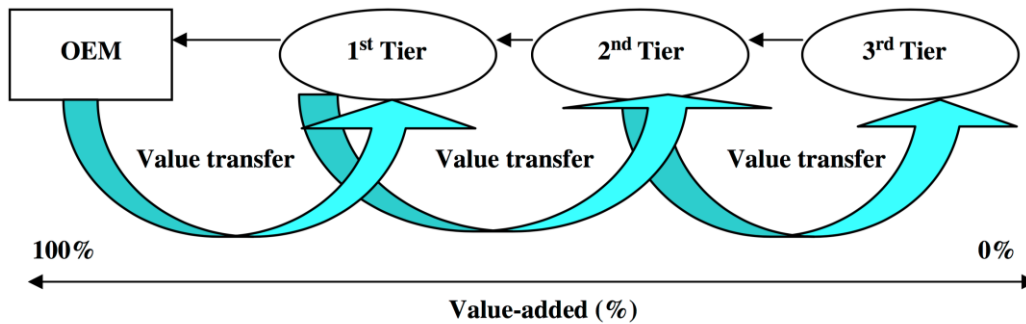 OEM
1st Tier
2nd Tier
3rd Tier
Value transfer
Value transfer
Value transfer
100%
0%
Value-added (%)